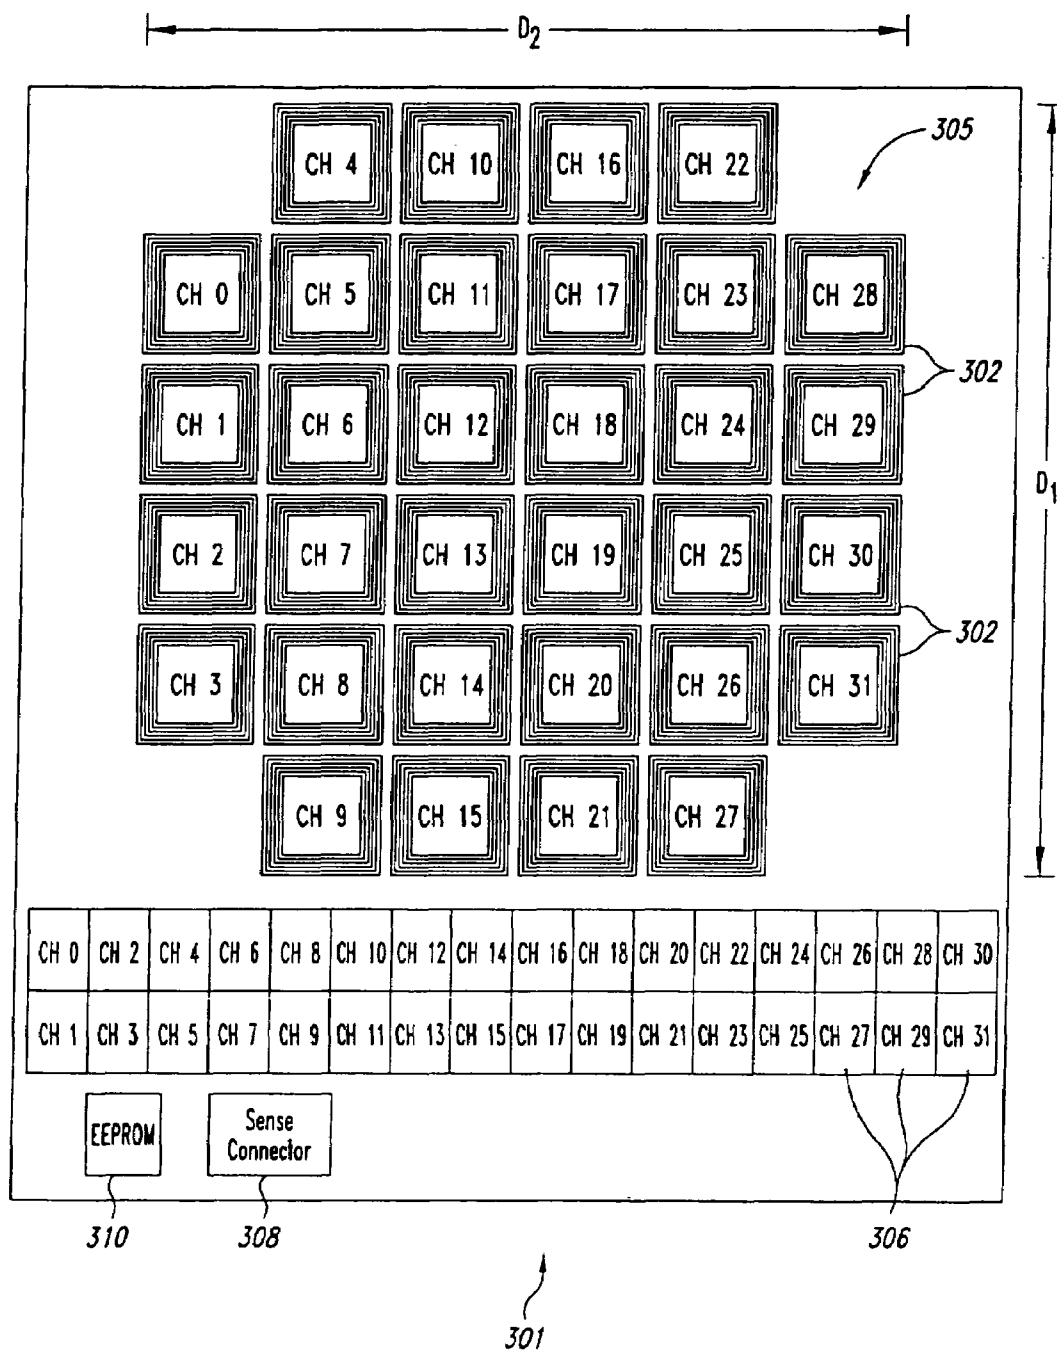 D2
305
CH 4 CH 10 CH 16 CH 22
CH 0 CH 5 CH 11 CH 17 CH 23 CH 28
302
CH 1 CH 6 CH 12 CH 18 CH 24 CH 29
D1
CH 2 CH 7 CH 13 CH 19 CH 25 CH 30
302
CH 3 CH 8 CH 14 CH 20 CH 26 CH 31
CH 9 CH 15 CH 21 CH 27
CH 0 CH 2 CH 4 CH 6 CH 8 CH 10 CH 12 CH 14 CH 16 CH 18 CH 20 CH 22 CH 24 CH 26 CH 28 CH 30
CH 1 CH 3 CH 5 CH 7 CH 9 CH 11 CH 13 CH 15 CH 17 CH 19 CH 21 CH 23 CH 25 CH 27 CH 29 CH 31
EEPROM
Sense
Connector
310 308 306
301